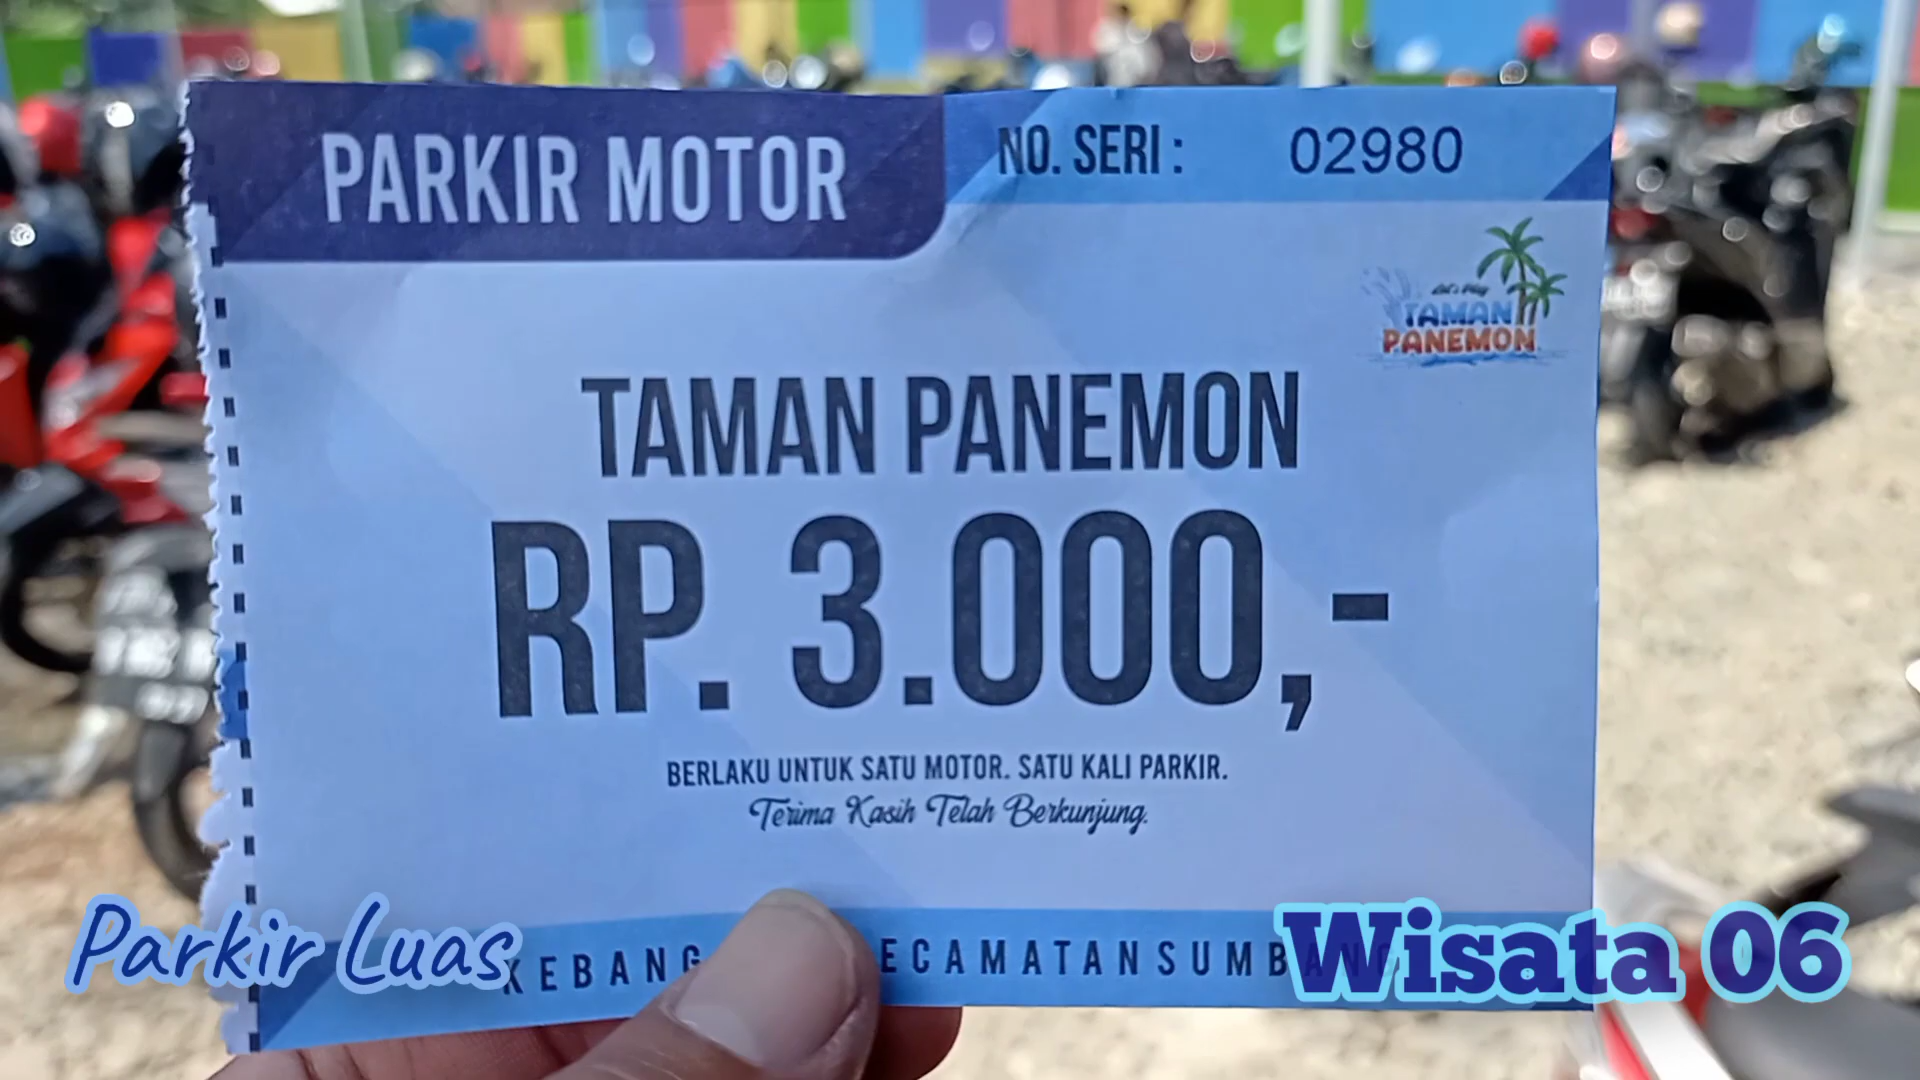 PARKIR MOTOR
NO. SERI : 02980
Let's Play
TAMAN
PANEMON
TAMAN PANEMON
RP. 3.000,-
BERLAKU UNTUK SATU MOTOR. SATU KALI PARKIR.
Terima Kasih Telah Berkunjung.
Parkir Luas
Wisata 06